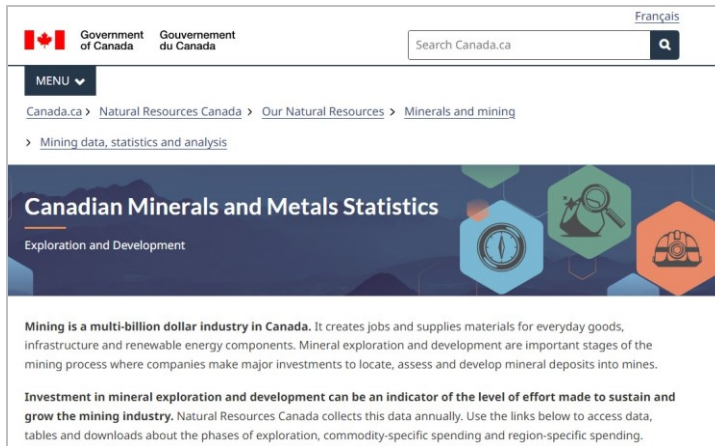 Français
Government of Canada
Gouvernement du Canada
Search Canada.ca
MENU
Canada.ca > Natural Resources Canada > Our Natural Resources > Minerals and mining
> Mining data, statistics and analysis
Canadian Minerals and Metals Statistics
Exploration and Development
Mining is a multi-billion dollar industry in Canada. It creates jobs and supplies materials for everyday goods,
infrastructure and renewable energy components. Mineral exploration and development are important stages of the
mining process where companies make major investments to locate, assess and develop mineral deposits into mines.
Investment in mineral exploration and development can be an indicator of the level of effort made to sustain and
grow the mining industry. Natural Resources Canada collects this data annually. Use the links below to access data,
tables and downloads about the phases of exploration, commodity-specific spending and region-specific spending.